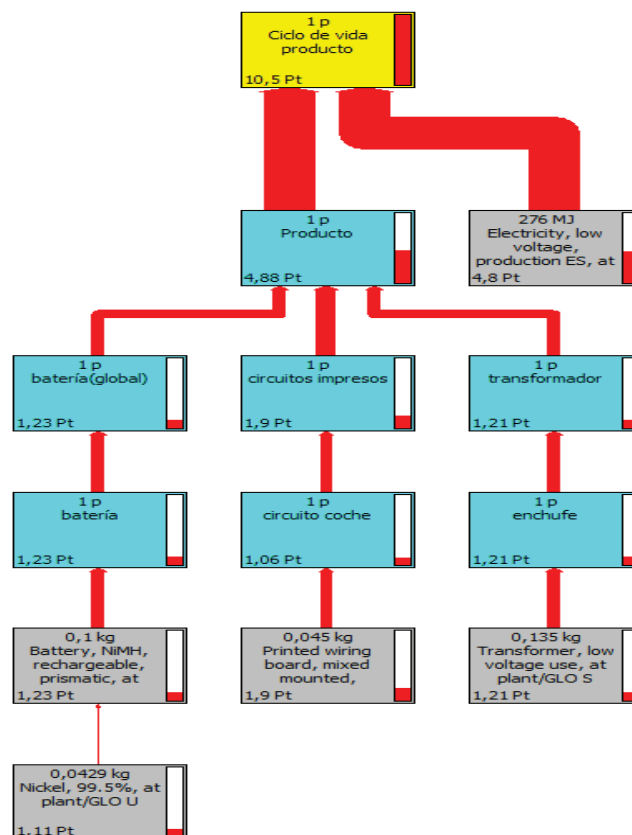 1 p
Ciclo de vida
producto
10,5 Pt
1 p
Producto
4,88 Pt
276 MJ
Electricity, low
voltage,
production ES, at
4,8 Pt
1 p
batería(global)
1,23 Pt
1 p
circuitos impresos
1,9 Pt
1 p
transformador
1,21 Pt
1 p
batería
1,23 Pt
1 p
circuito coche
1,06 Pt
1 p
enchufe
1,21 Pt
0,1 kg
Battery, NiMH,
rechargeable,
prismatic, at
1,23 Pt
0,045 kg
Printed wiring
board, mixed
mounted,
1,9 Pt
0,135 kg
Transformer, low
voltage use, at
plant/GLO S
1,21 Pt
0,0429 kg
Nickel, 99.5%, at
plant/GLO U
1,11 Pt